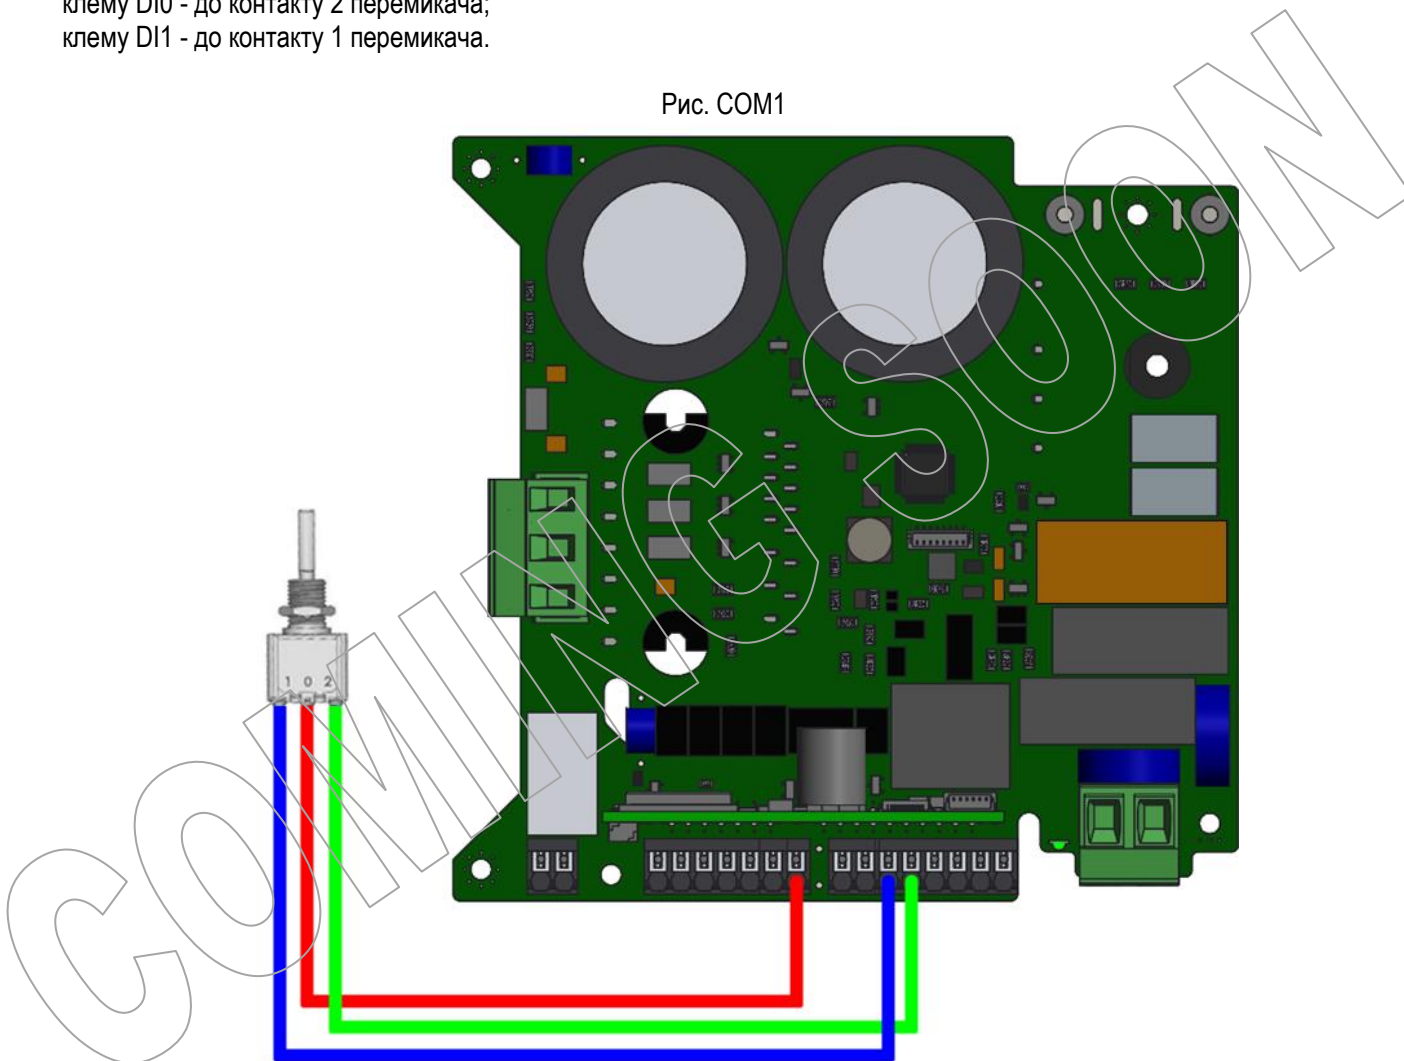 клему DI0 - до контакту 2 перемикача;
клему DI1 - до контакту 1 перемикача.
Рис. COM1
COMING SOON
1 0 2